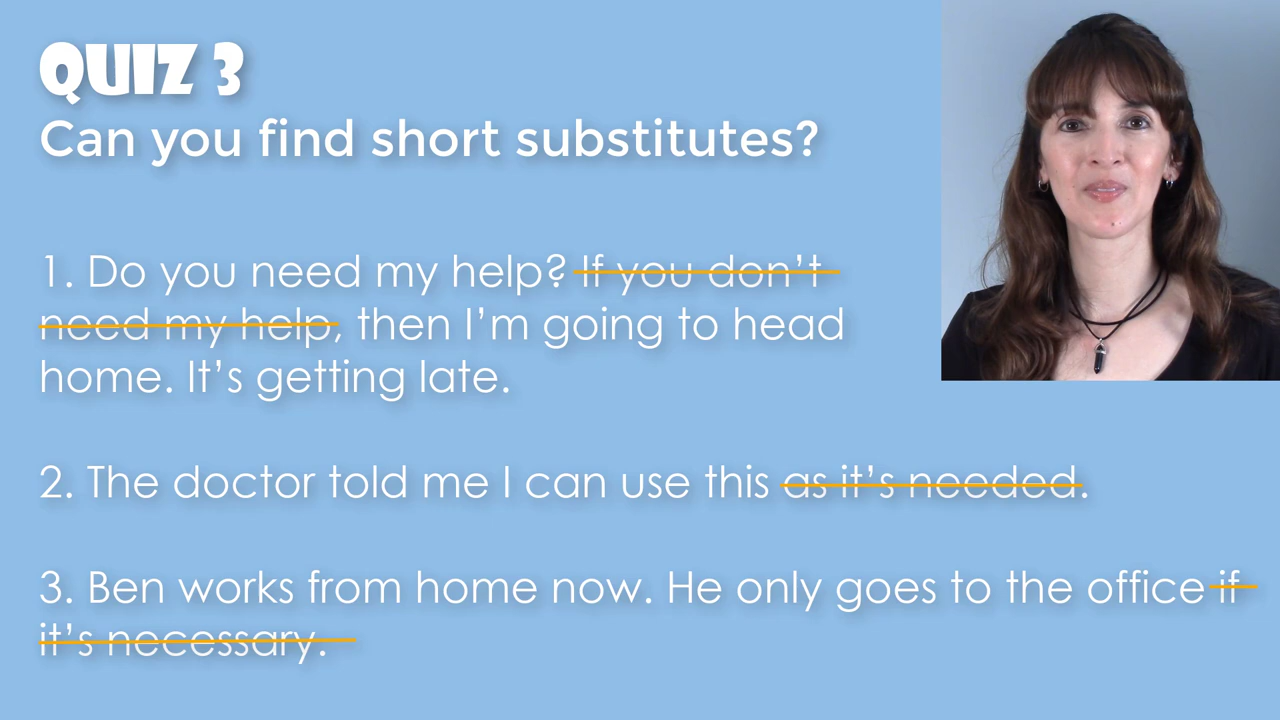 QUIZ 3
Can you find short substitutes?
1. Do you need my help? If you don't
need my help, then I'm going to head
home. It's getting late.
2. The doctor told me I can use this as it's needed.
3. Ben works from home now. He only goes to the office if
it's necessary.